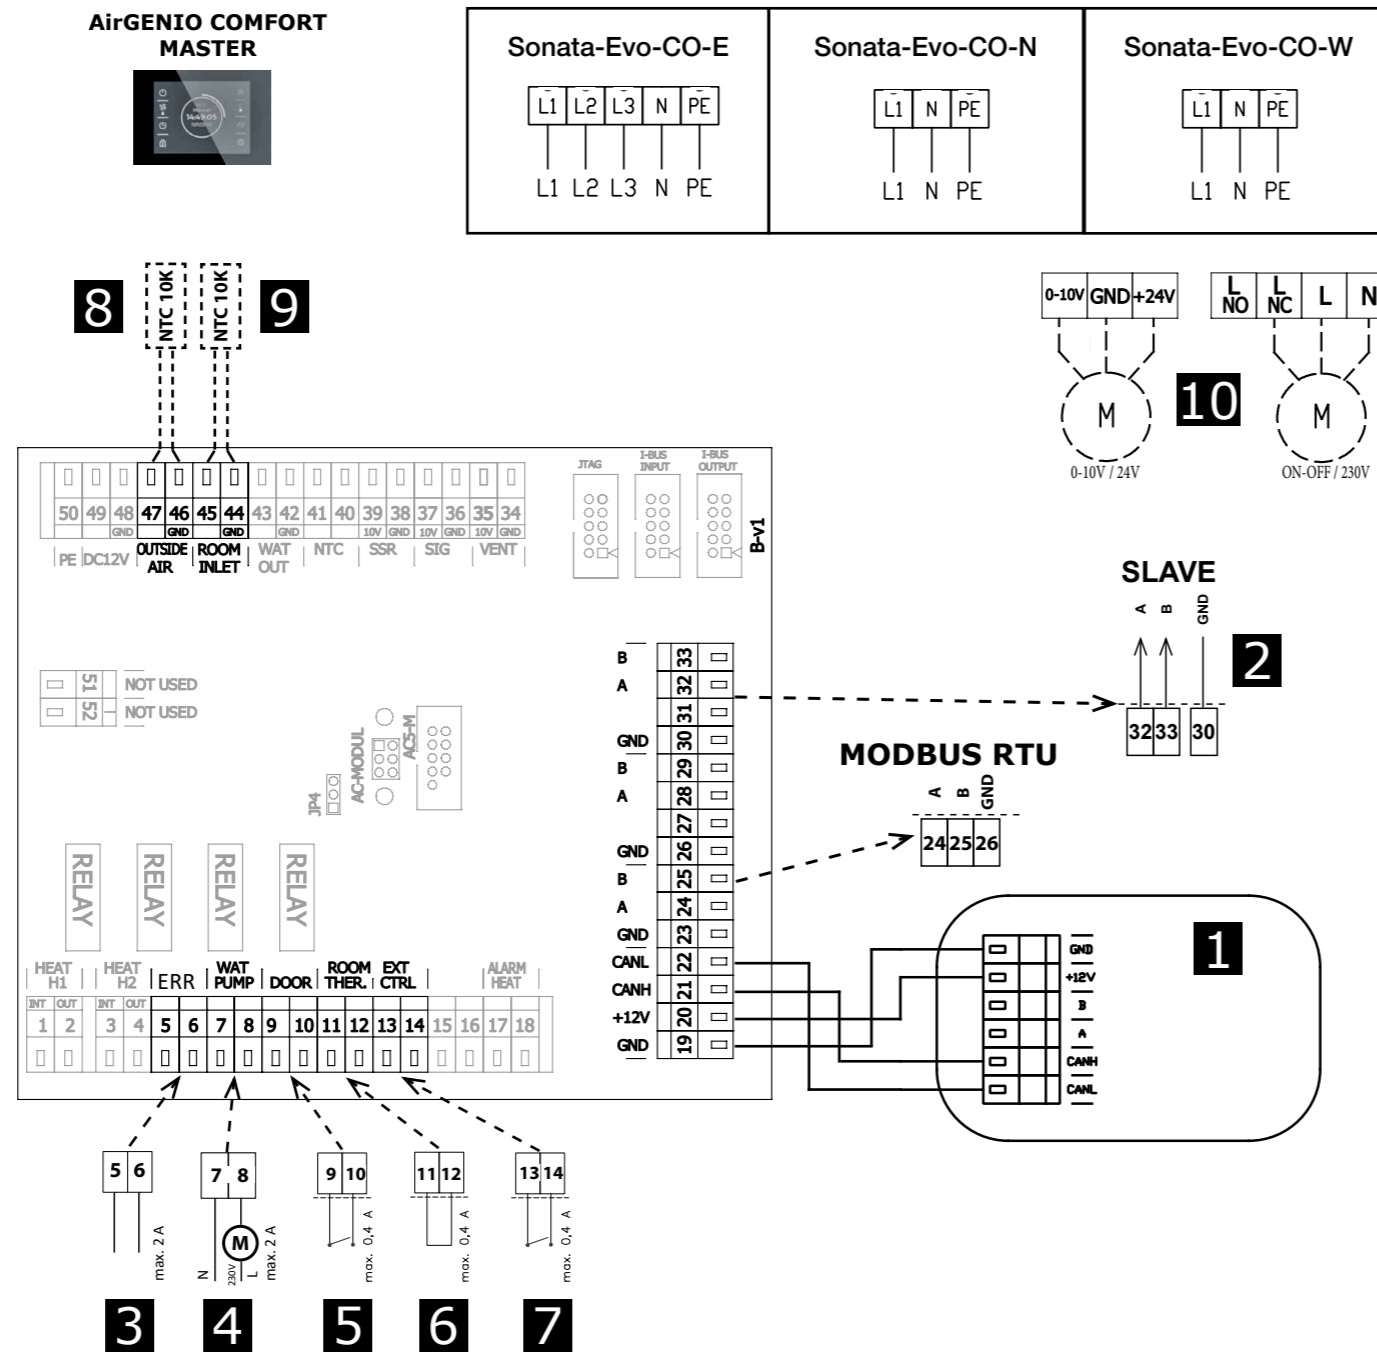 AirGENIO COMFORT
MASTER
14:49:05
Sonata-Evo-CO-E
L1 L2 L3 N PE
L1 L2 L3 N PE
Sonata-Evo-CO-N
L1 N PE
L1 N PE
Sonata-Evo-CO-W
L1 N PE
L1 N PE
8
NTC 10K
NTC 10K
9
0-10V GND +24V
L NO
L NC
L
N
M
10
M
0-10V / 24V
ON-OFF / 230V
50 49 48 47 46 45 44 43 42 41 40 39 38 37 36 35 34
GND GND GND GND 10V GND 10V GND 10V GND
PE DC12V
OUTSIDE
AIR
ROOM
INLET
WAT
OUT
NTC
SSR
SIG
VENT
JTAG
I-BUS
INPUT
I-BUS
OUTPUT
B-v1
51 NOT USED
52 NOT USED
JP4
AC-MODUL
ACS-M
SLAVE
A
B
GND
2
32 33 30
MODBUS RTU
A
B
GND
24 25 26
B 33
A 32
31
GND 30
B 29
A 28
27
GND 26
B 25
A 24
GND 23
CANL 22
CANH 21
+12V 20
GND 19
1
GND
+12V
B
A
CANH
CANL
RELAY
RELAY
RELAY
RELAY
HEAT
H1
HEAT
H2
ERR
WAT
PUMP
DOOR
ROOM
THER.
EXT
CTRL
ALARM
HEAT
INT OUT INT OUT
1 2 3 4 5 6 7 8 9 10 11 12 13 14 15 16 17 18
5 6
max. 2 A
7 8
M
N
230V
L
max. 2 A
9 10
max. 0,4 A
11 12
max. 0,4 A
13 14
max. 0,4 A
3
4
5
6
7